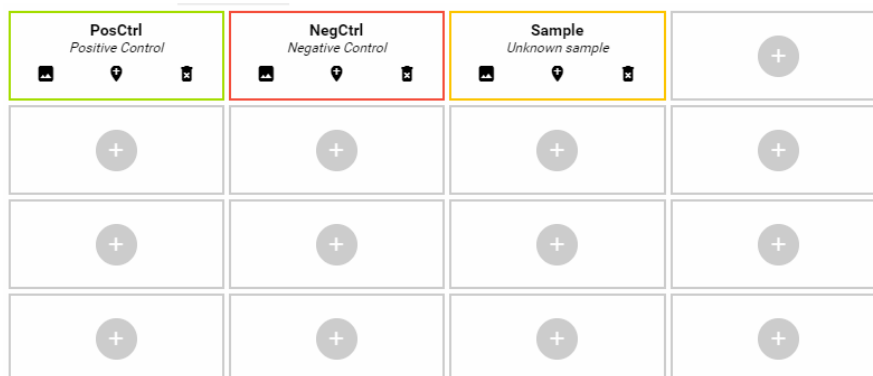 PosCtrl
Positive Control
NegCtrl
Negative Control
Sample
Unknown sample